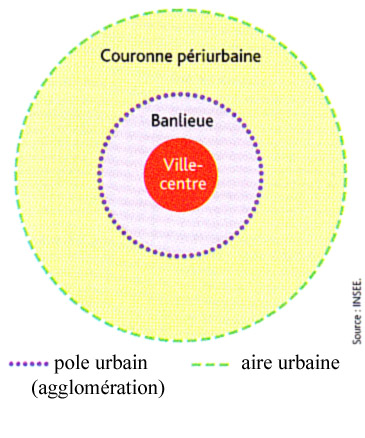 Couronne périurbaine
Banlieue
Ville-
centre
Source : INSEE.
pole urbain
(agglomération)
aire urbaine